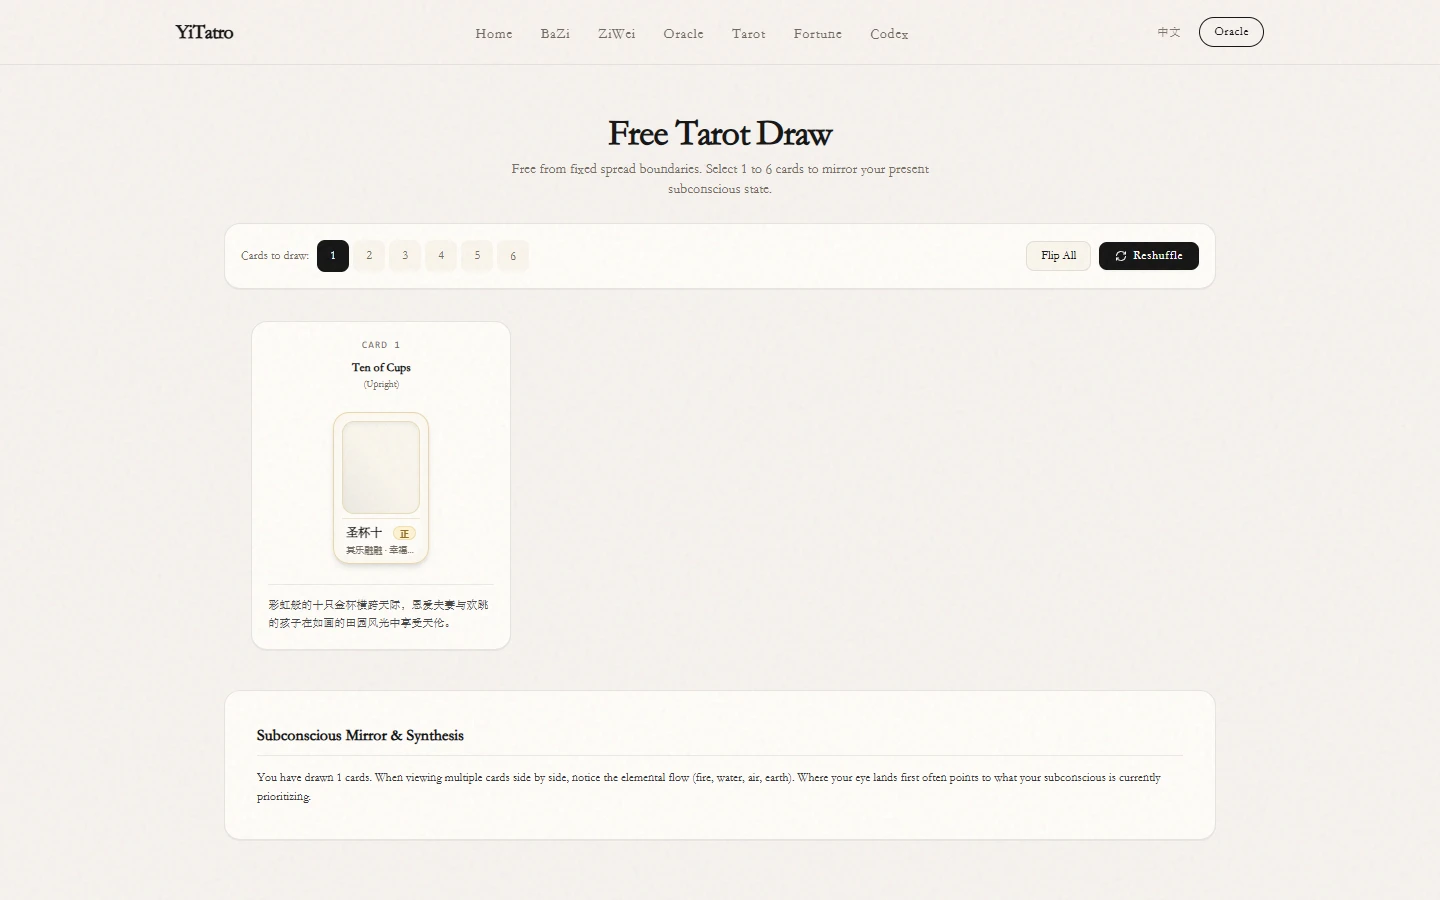 YiTatro
Home BaZi ZiWei Oracle Tarot Fortune Codex
中文 Oracle
Free Tarot Draw
Free from fixed spread boundaries. Select 1 to 6 cards to mirror your present
subconscious state.
Cards to draw: 1 2 3 4 5 6 Flip All Reshuffle
CARD 1
Ten of Cups
(Upright)
圣杯十 正
其乐融融 · 幸福...
彩虹般的十只金杯横跨天际，恩爱夫妻与欢跳
的孩子在如画的田园风光中享受天伦。
Subconscious Mirror & Synthesis
You have drawn 1 cards. When viewing multiple cards side by side, notice the elemental flow (fire, water, air, earth). Where your eye lands first often points to what your subconscious is currently
prioritizing.